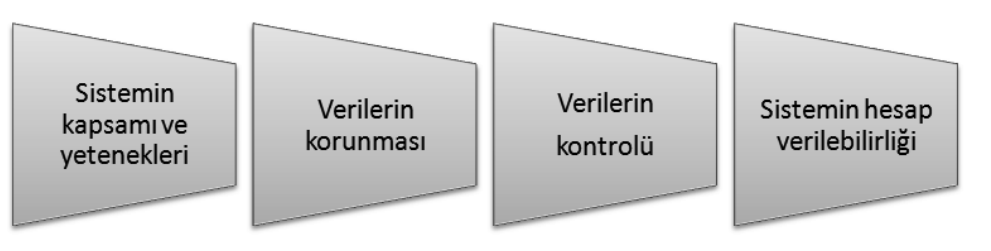 Sistemin
kapsamı ve
yetenekleri
Verilerin
korunması
Verilerin
kontrolü
Sistemin hesap
verilebilirliği